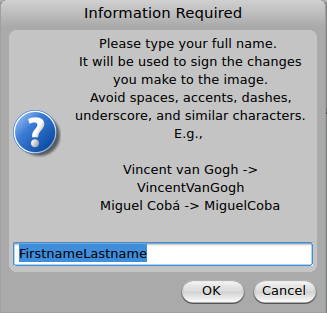 Information Required
Please type your full name.
It will be used to sign the changes
you make to the image.
Avoid spaces, accents, dashes,
underscore, and similar characters.
E.g.,
Vincent van Gogh ->
VincentVanGogh
Miguel Cobá -> MiguelCoba
FirstnameLastname
OK
Cancel